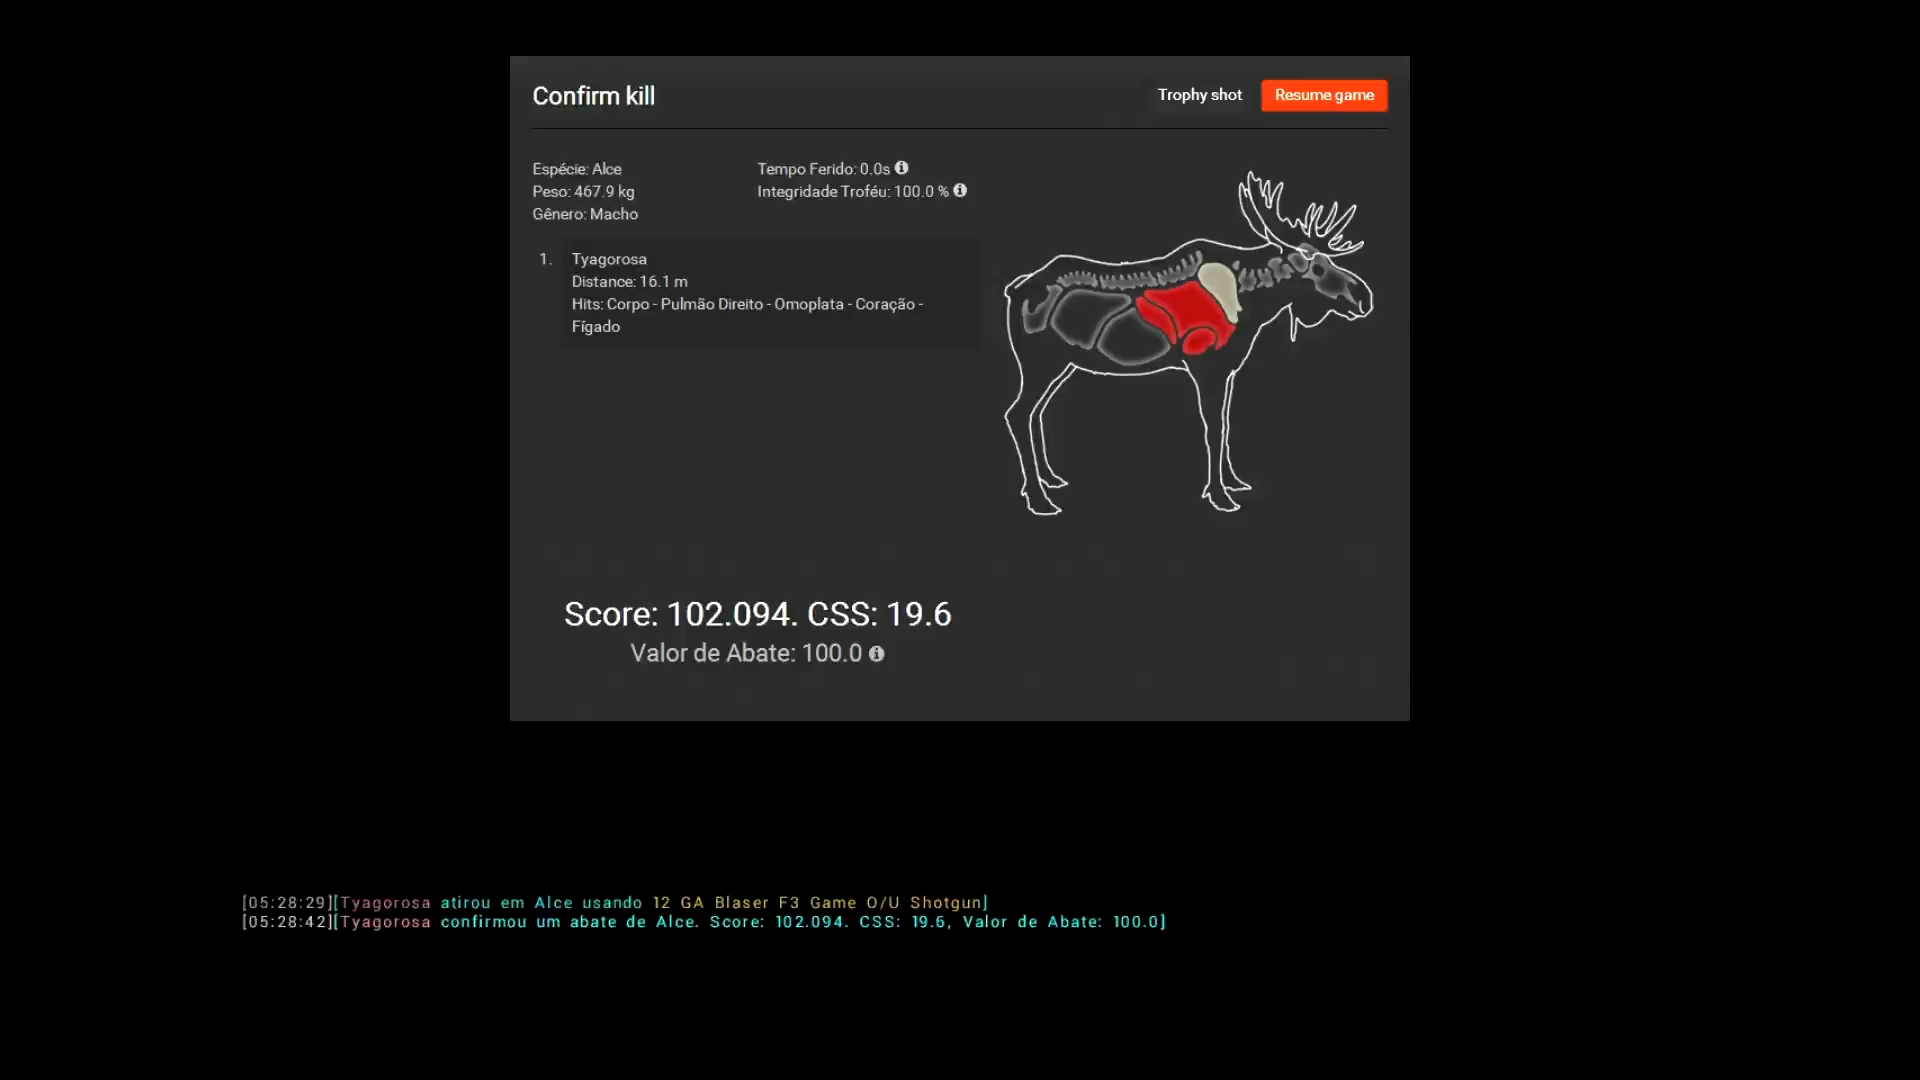 Confirm kill
Trophy shot
Resume game
Espécie: Alce
Peso: 467.9 kg
Gênero: Macho
Tempo Ferido: 0.0s
Integridade Troféu: 100.0 %
1.
Tyagorosa
Distance: 16.1 m
Hits: Corpo - Pulmão Direito - Omoplata - Coração -
Fígado
Score: 102.094. CSS: 19.6
Valor de Abate: 100.0
[05:28:29][Tyagorosa atirou em Alce usando 12 GA Blaser F3 Game O/U Shotgun]
[05:28:42][Tyagorosa confirmou um abate de Alce. Score: 102.094. CSS: 19.6, Valor de Abate: 100.0]